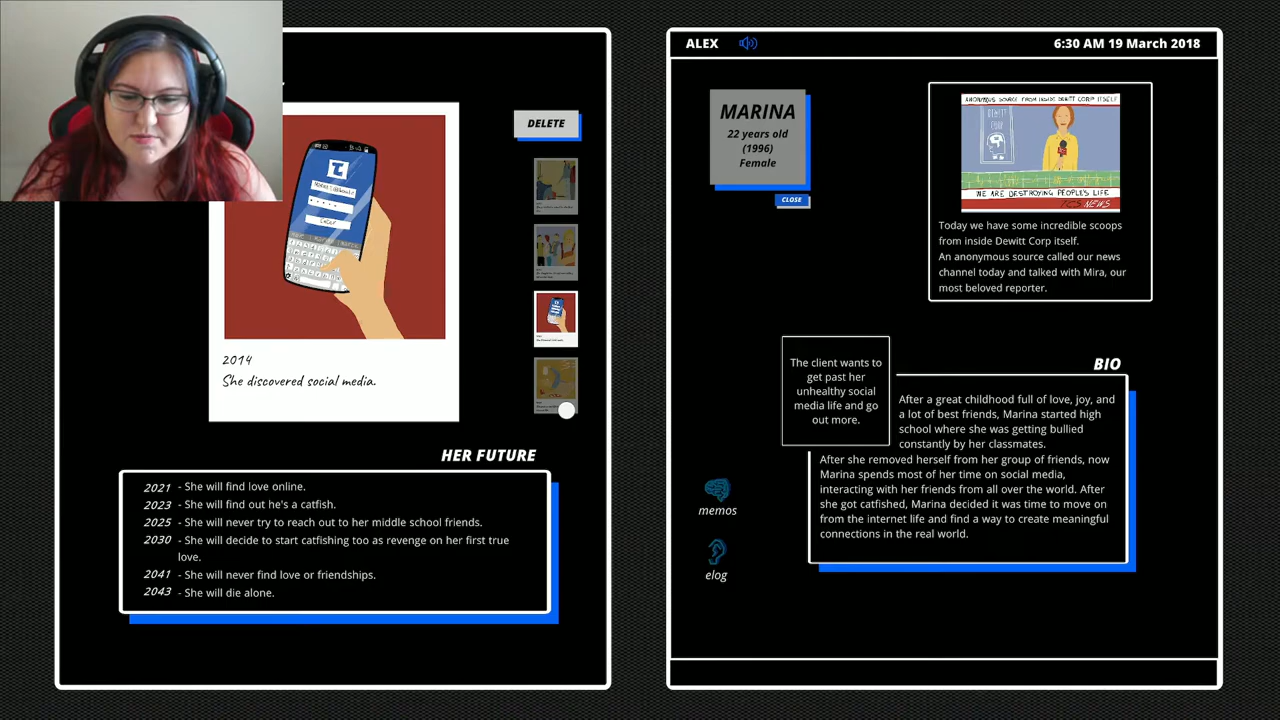 DELETE
2014
She discovered social media.
HER FUTURE
2021 - She will find love online.
2023 - She will find out he's a catfish.
2025 - She will never try to reach out to her middle school friends.
2030 - She will decide to start catfishing too as revenge on her first true
love.
2041 - She will never find love or friendships.
2043 - She will die alone.
ALEX
6:30 AM 19 March 2018
MARINA
22 years old
(1996)
Female
CLOSE
ANONYMOUS SOURCE FROM INSIDE DEWITT CORP ITSELF
DEWITT
CORP
WE ARE DESTROYING PEOPLE'S LIFE
NEWS
Today we have some incredible scoops
from inside Dewitt Corp itself.
An anonymous source called our news
channel today and talked with Mira, our
most beloved reporter.
The client wants to
get past her
unhealthy social
media life and go
out more.
BIO
After a great childhood full of love, joy, and
a lot of best friends, Marina started high
school where she was getting bullied
constantly by her classmates.
After she removed herself from her group of friends, now
Marina spends most of her time on social media,
interacting with her friends from all over the world. After
she got catfished, Marina decided it was time to move on
from the internet life and find a way to create meaningful
connections in the real world.
memos
elog